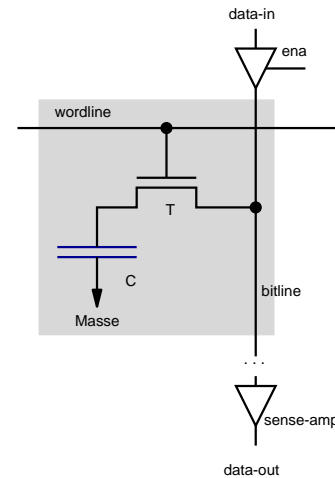 data-in
ena
wordline
T
C
bitline
Masse
. . .
sense-amp
data-out